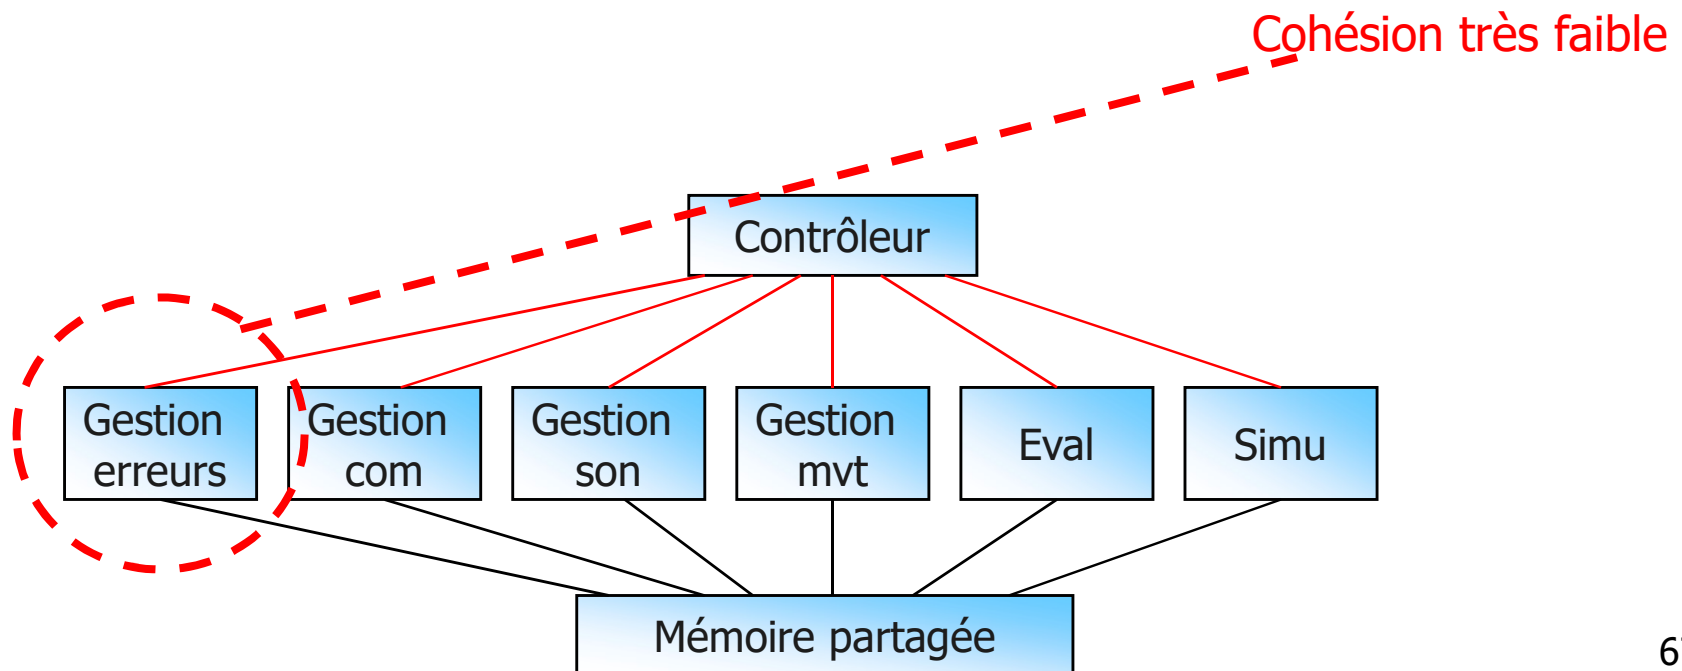 Cohésion très faible
Contrôleur
Gestion
erreurs
Gestion
com
Gestion
son
Gestion
mvt
Eval
Simu
Mémoire partagée